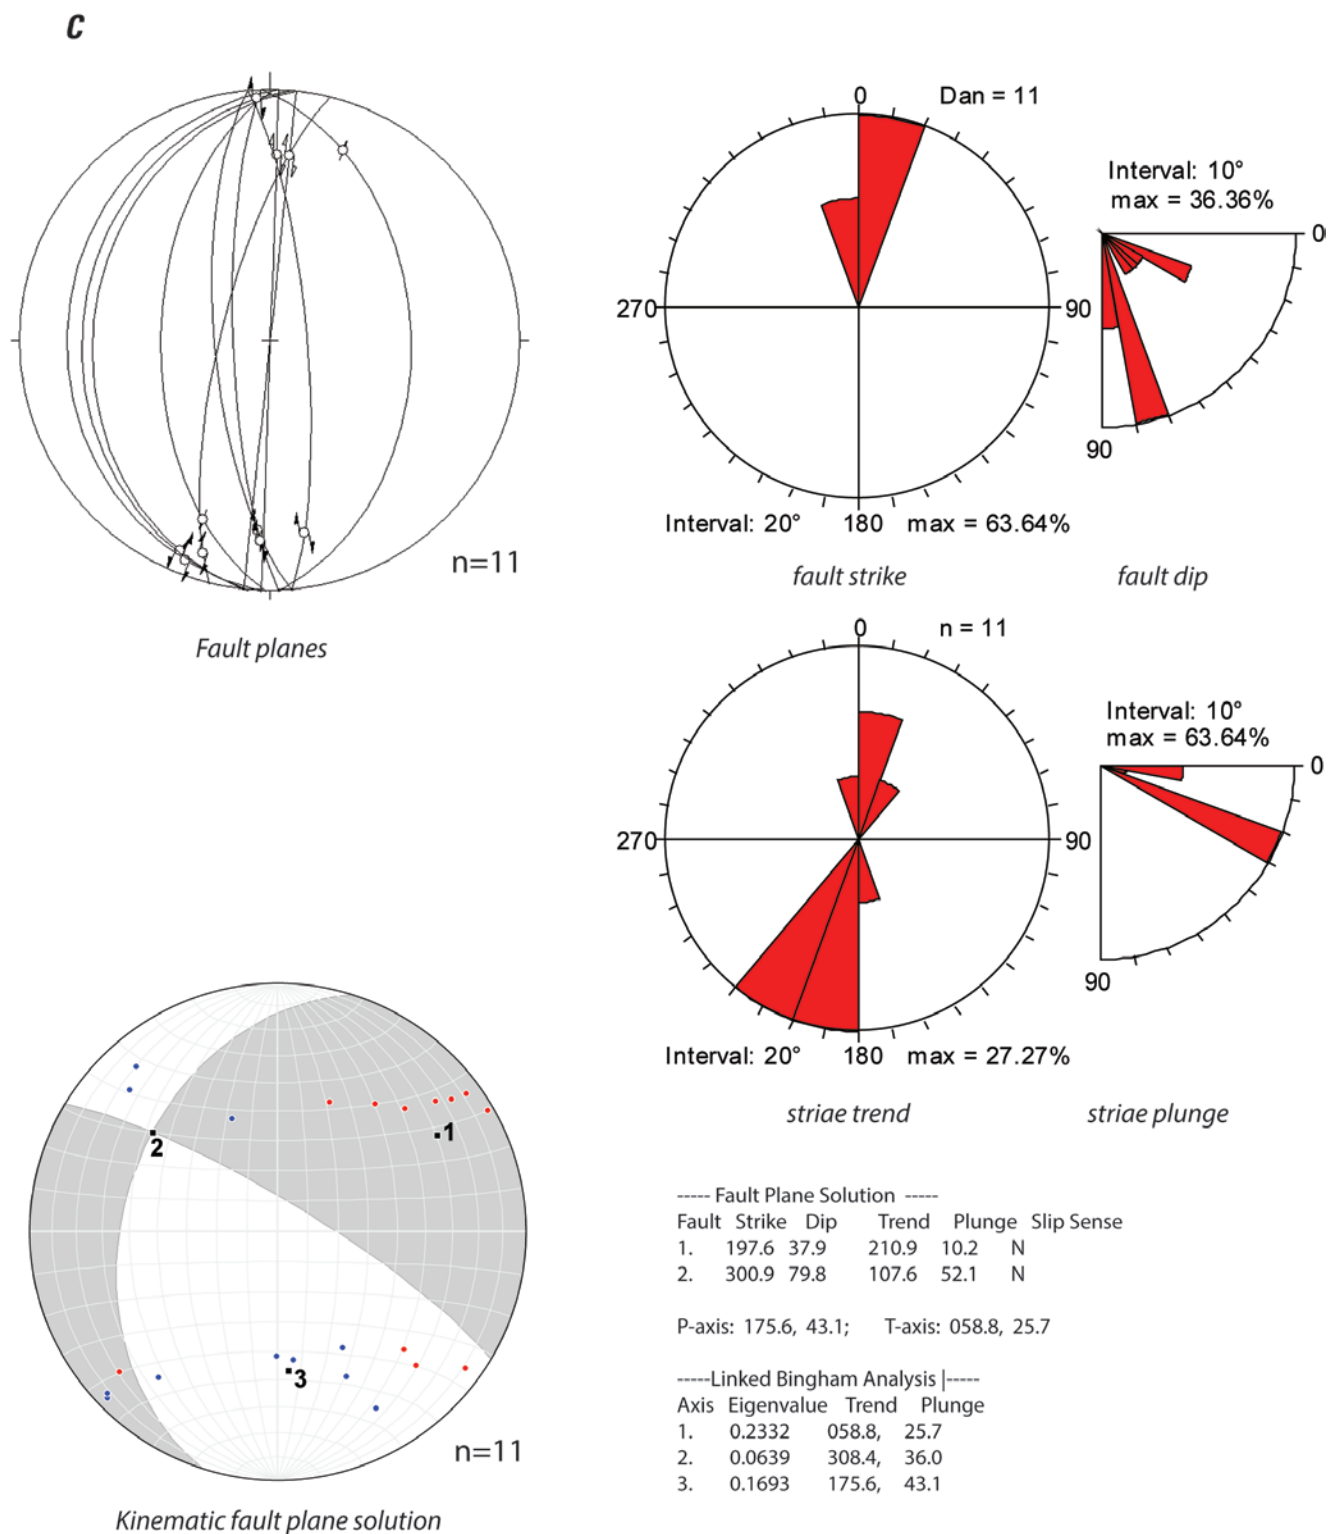 C
n=11
Fault planes
0 Dan = 11
270
90
Interval: 20° 180 max = 63.64%
fault strike
Interval: 10°
max = 36.36%
0
90
fault dip
0 n = 11
270
90
Interval: 20° 180 max = 27.27%
striae trend
Interval: 10°
max = 63.64%
0
90
striae plunge
1
2
3
n=11
Kinematic fault plane solution
----- Fault Plane Solution -----
Fault Strike Dip Trend Plunge Slip Sense
1. 197.6 37.9 210.9 10.2 N
2. 300.9 79.8 107.6 52.1 N
P-axis: 175.6, 43.1; T-axis: 058.8, 25.7
-----Linked Bingham Analysis |-----
Axis Eigenvalue Trend Plunge
1. 0.2332 058.8, 25.7
2. 0.0639 308.4, 36.0
3. 0.1693 175.6, 43.1